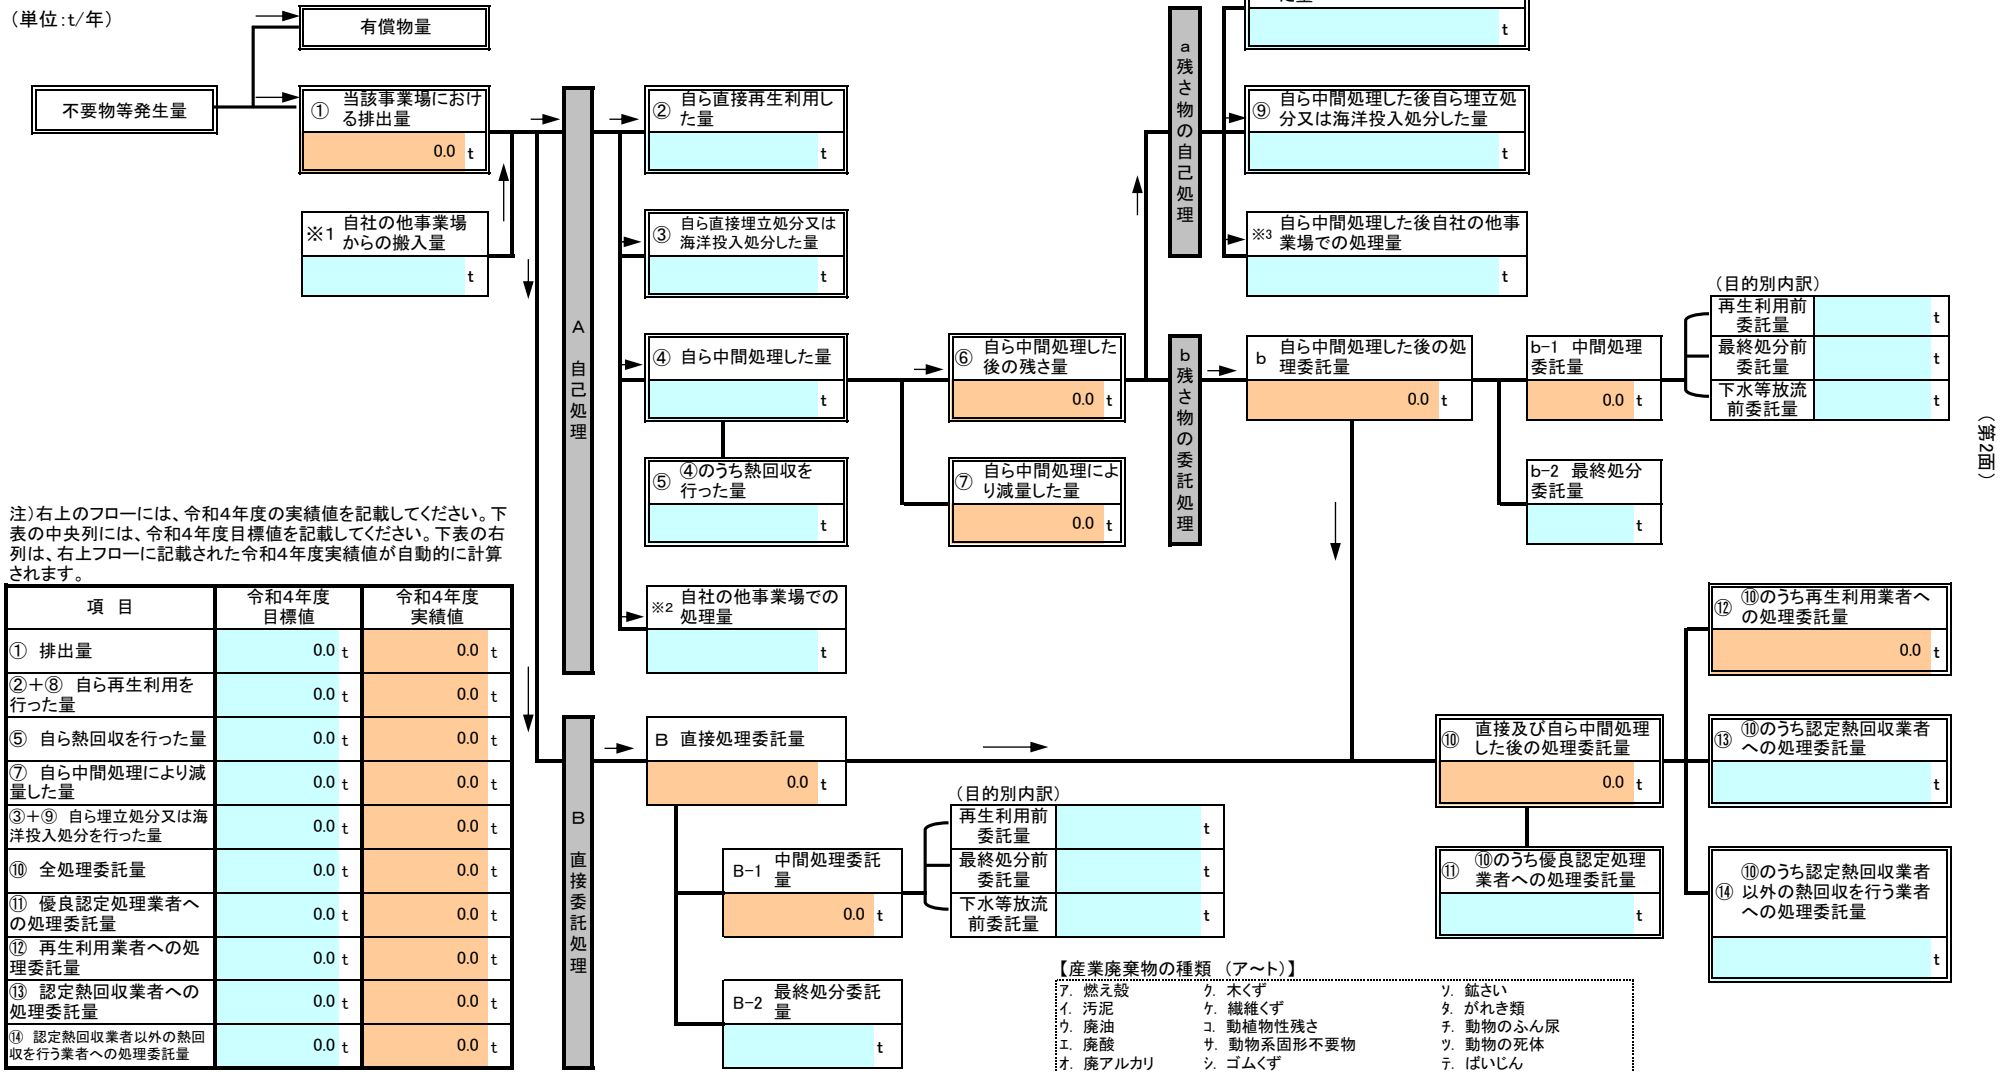 (単位:t/年)
有償物量
不要物等発生量
① 当該事業場におけ
る排出量
0.0 t
※1 自社の他事業場
からの搬入量
t
A 自己処理
② 自ら直接再生利用し
た量
t
③ 自ら直接埋立処分又は
海洋投入処分した量
t
④ 自ら中間処理した量
t
⑤ ④のうち熱回収を
行った量
t
※2 自社の他事業場での
処理量
t
⑥ 自ら中間処理した
後の残さ量
0.0 t
⑦ 自ら中間処理によ
り減量した量
0.0 t
a 残さ物の自己処理
t
⑨ 自ら中間処理した後自ら埋立処
分又は海洋投入処分した量
t
※3 自ら中間処理した後自社の他事
業場での処理量
t
b 残さ物の委託処理
b 自ら中間処理した後の処
理委託量
0.0 t
b-1 中間処理
委託量
0.0 t
b-2 最終処分
委託量
t
(目的別内訳)
再生利用前
委託量
t
最終処分前
委託量
t
下水等放流
前委託量
t
(第2面)
注)右上のフローには、令和4年度の実績値を記載してください。下
表の中央列には、令和4年度目標値を記載してください。下表の右
列は、右上フローに記載された令和4年度実績値が自動的に計算
されます。
項 目 令和4年度
目標値 令和4年度
実績値
① 排出量 0.0 t 0.0 t
②+⑧ 自ら再生利用を
行った量 0.0 t 0.0 t
⑤ 自ら熱回収を行った量 0.0 t 0.0 t
⑦ 自ら中間処理により減
量した量 0.0 t 0.0 t
③+⑨ 自ら埋立処分又は海
洋投入処分を行った量 0.0 t 0.0 t
⑩ 全処理委託量 0.0 t 0.0 t
⑪ 優良認定処理業者へ
の処理委託量 0.0 t 0.0 t
⑫ 再生利用業者への処
理委託量 0.0 t 0.0 t
⑬ 認定熱回収業者への
処理委託量 0.0 t 0.0 t
⑭ 認定熱回収業者以外の熱回
収を行う業者への処理委託量 0.0 t 0.0 t
B 直接委託処理
B 直接処理委託量
0.0 t
B-1 中間処理委託
量
0.0 t
B-2 最終処分委託
量
t
(目的別内訳)
再生利用前
委託量
t
最終処分前
委託量
t
下水等放流
前委託量
t
⑩ 直接及び自ら中間処理
した後の処理委託量
0.0 t
⑪ ⑩のうち優良認定処理
業者への処理委託量
t
⑫ ⑩のうち再生利用業者へ
の処理委託量
0.0 t
⑬ ⑩のうち認定熱回収業者
への処理委託量
t
⑭ ⑩のうち認定熱回収業者
以外の熱回収を行う業者
への処理委託量
t
【産業廃棄物の種類 (ア~ト)】
ア. 燃え殻 ク. 木くず ソ. 鉱さい
イ. 汚泥 ケ. 繊維くず タ. がれき類
ウ. 廃油 コ. 動植物性残さ チ. 動物のふん尿
エ. 廃酸 サ. 動物系固形不要物 ツ. 動物の死体
オ. 廃アルカリ シ. ゴムくず テ. ばいじん